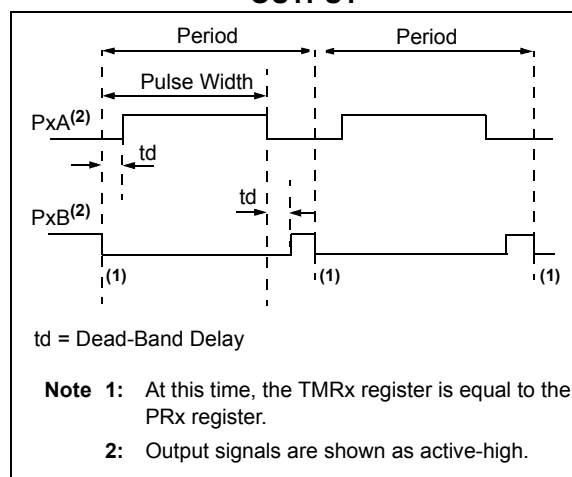 Period Period
Pulse Width
PxA(2)
td
td
PxB(2)
(1) (1) (1)
td = Dead-Band Delay
Note 1: At this time, the TMRx register is equal to the
PRx register.
2: Output signals are shown as active-high.